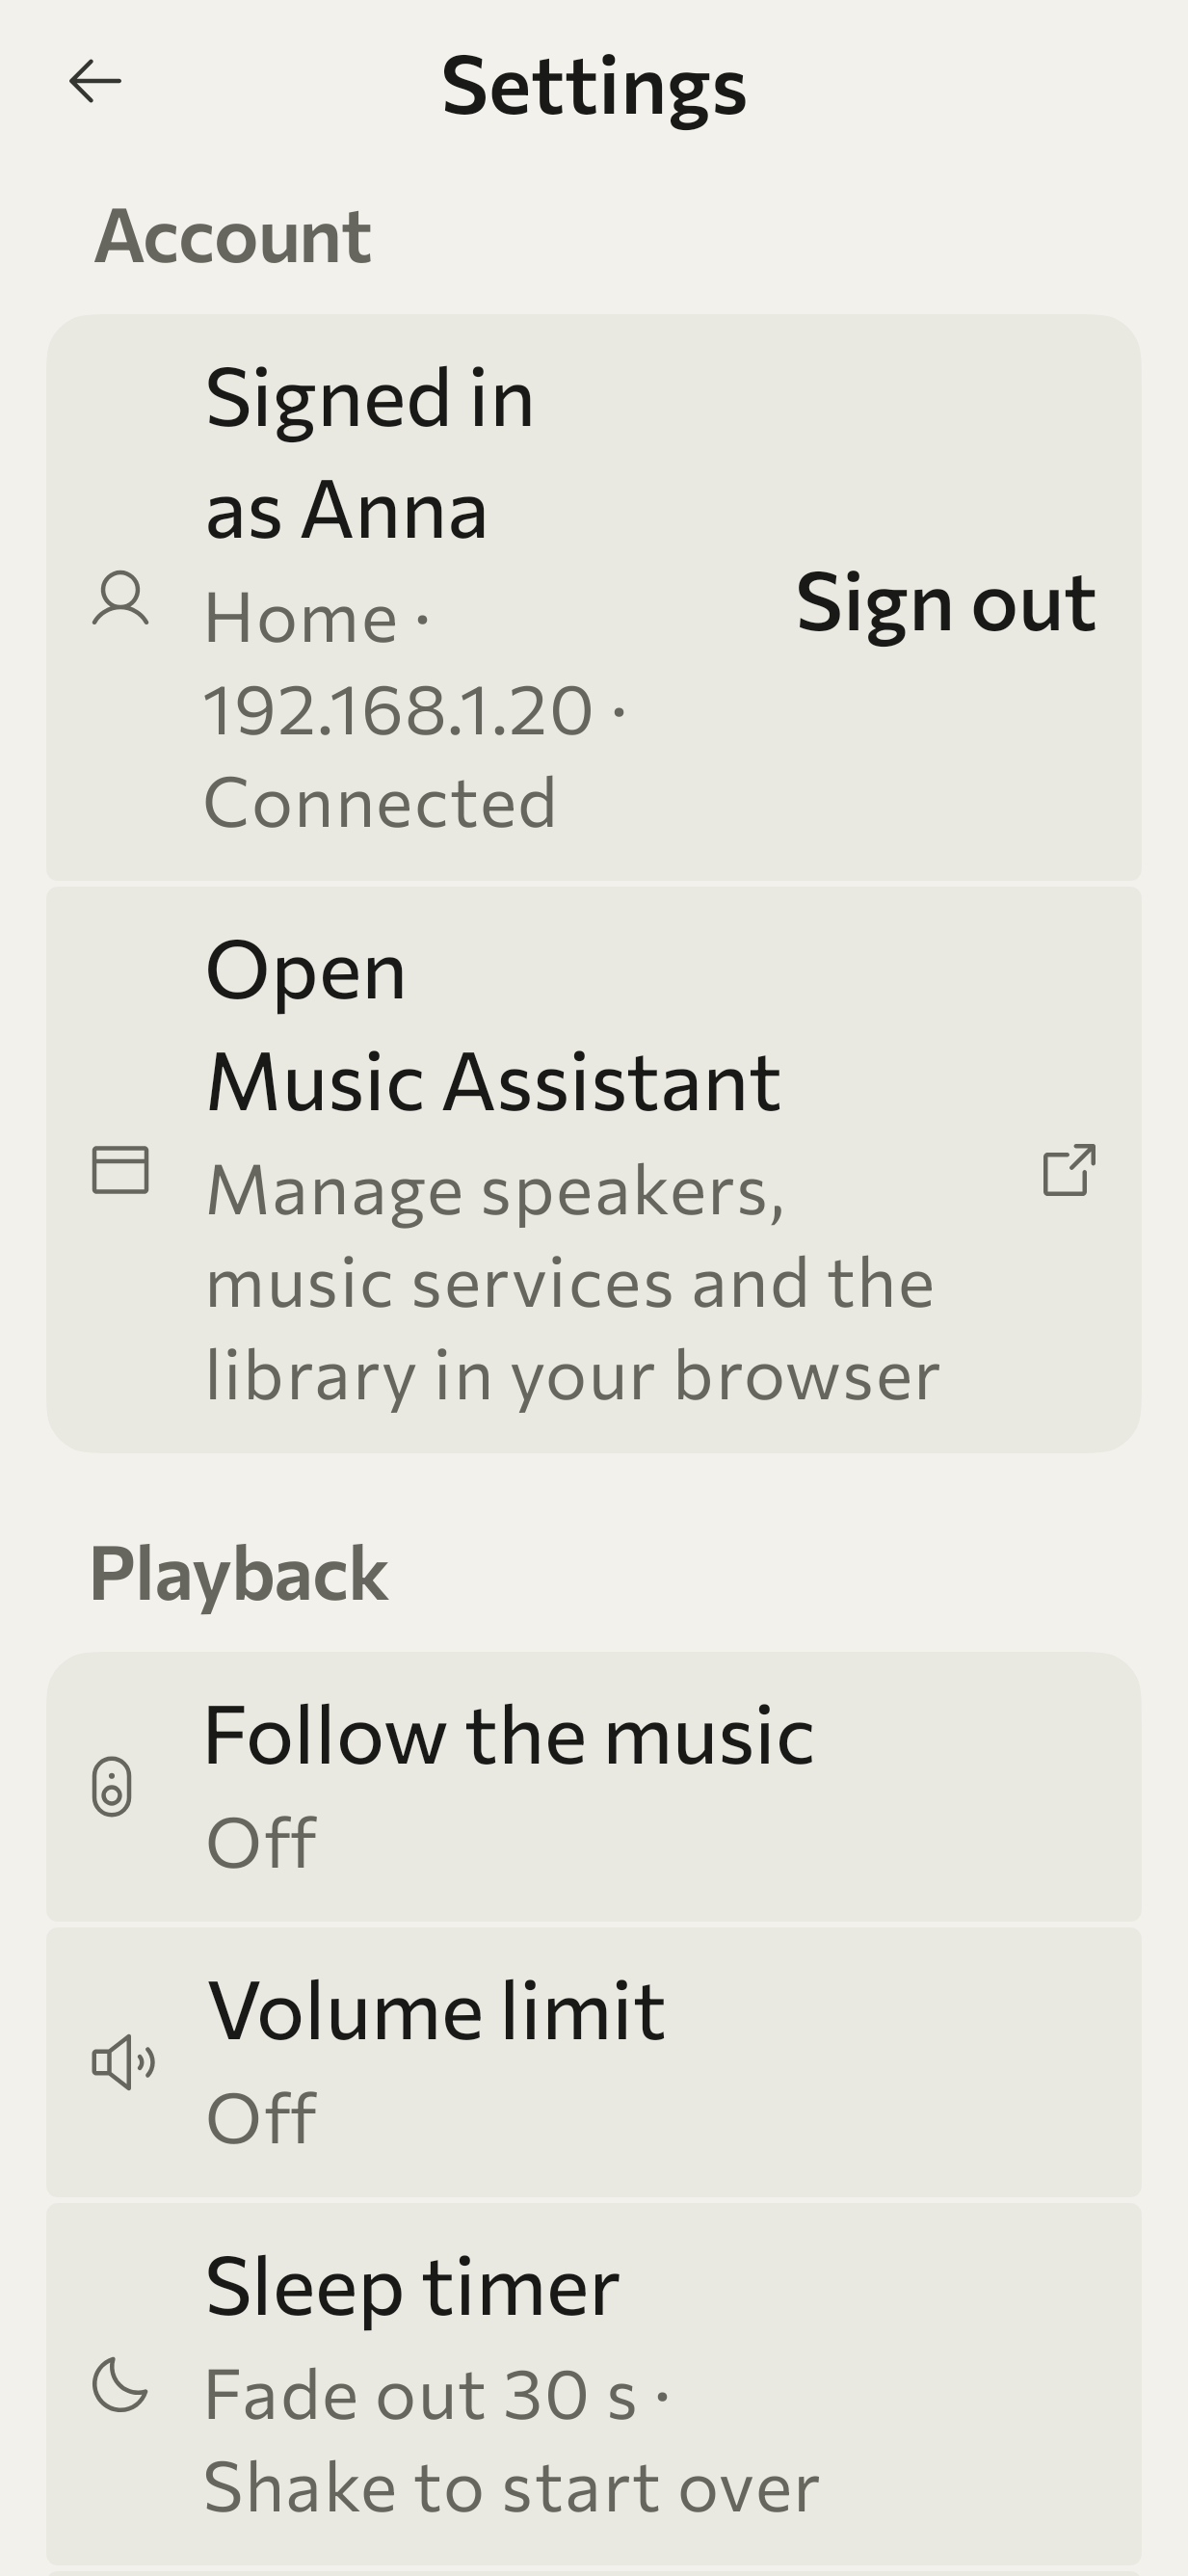 Settings
Account
Signed in
as Anna
Home ·
192.168.1.20 ·
Connected
Sign out
Open
Music Assistant
Manage speakers,
music services and the
library in your browser
Playback
Follow the music
Off
Volume limit
Off
Sleep timer
Fade out 30 s ·
Shake to start over